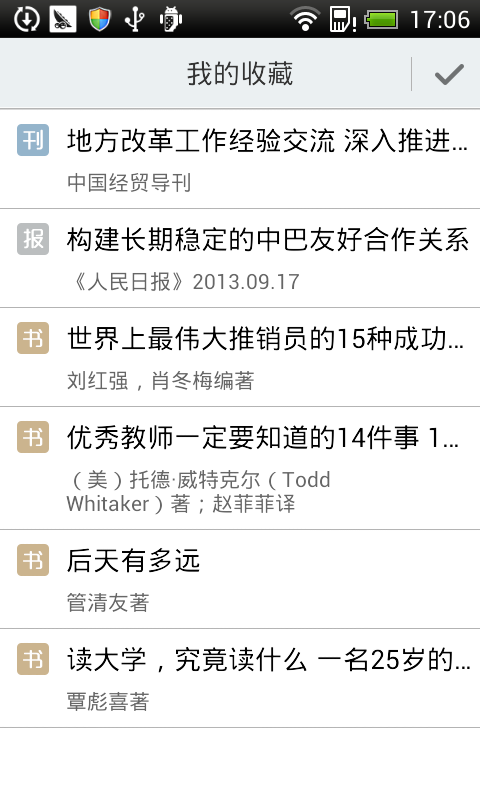 17:06
我的收藏
刊 地方改革工作经验交流 深入推进...
中国经贸导刊
报 构建长期稳定的中巴友好合作关系
《人民日报》2013.09.17
书 世界上最伟大推销员的15种成功...
刘红强，肖冬梅编著
书 优秀教师一定要知道的14件事 1...
（美）托德·威特克尔（Todd
Whitaker）著；赵菲菲译
书 后天有多远
管清友著
书 读大学，究竟读什么 一名25岁的...
覃彪喜著